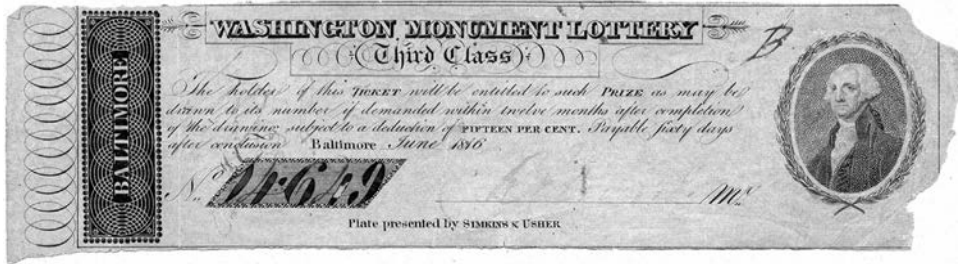 WASHINGTON MONUMENT LOTTERY
(Third Class)
B
BALTIMORE
The holder of this TICKET will be entitled to such PRIZE as may be
drawn to its number if demanded within twelve months after completion
of the drawing subject to a deduction of FIFTEEN PER CENT. Payable sixty days
after conclusion Baltimore June 1816
No. 14649
Plate presented by SIMKINS & USHER